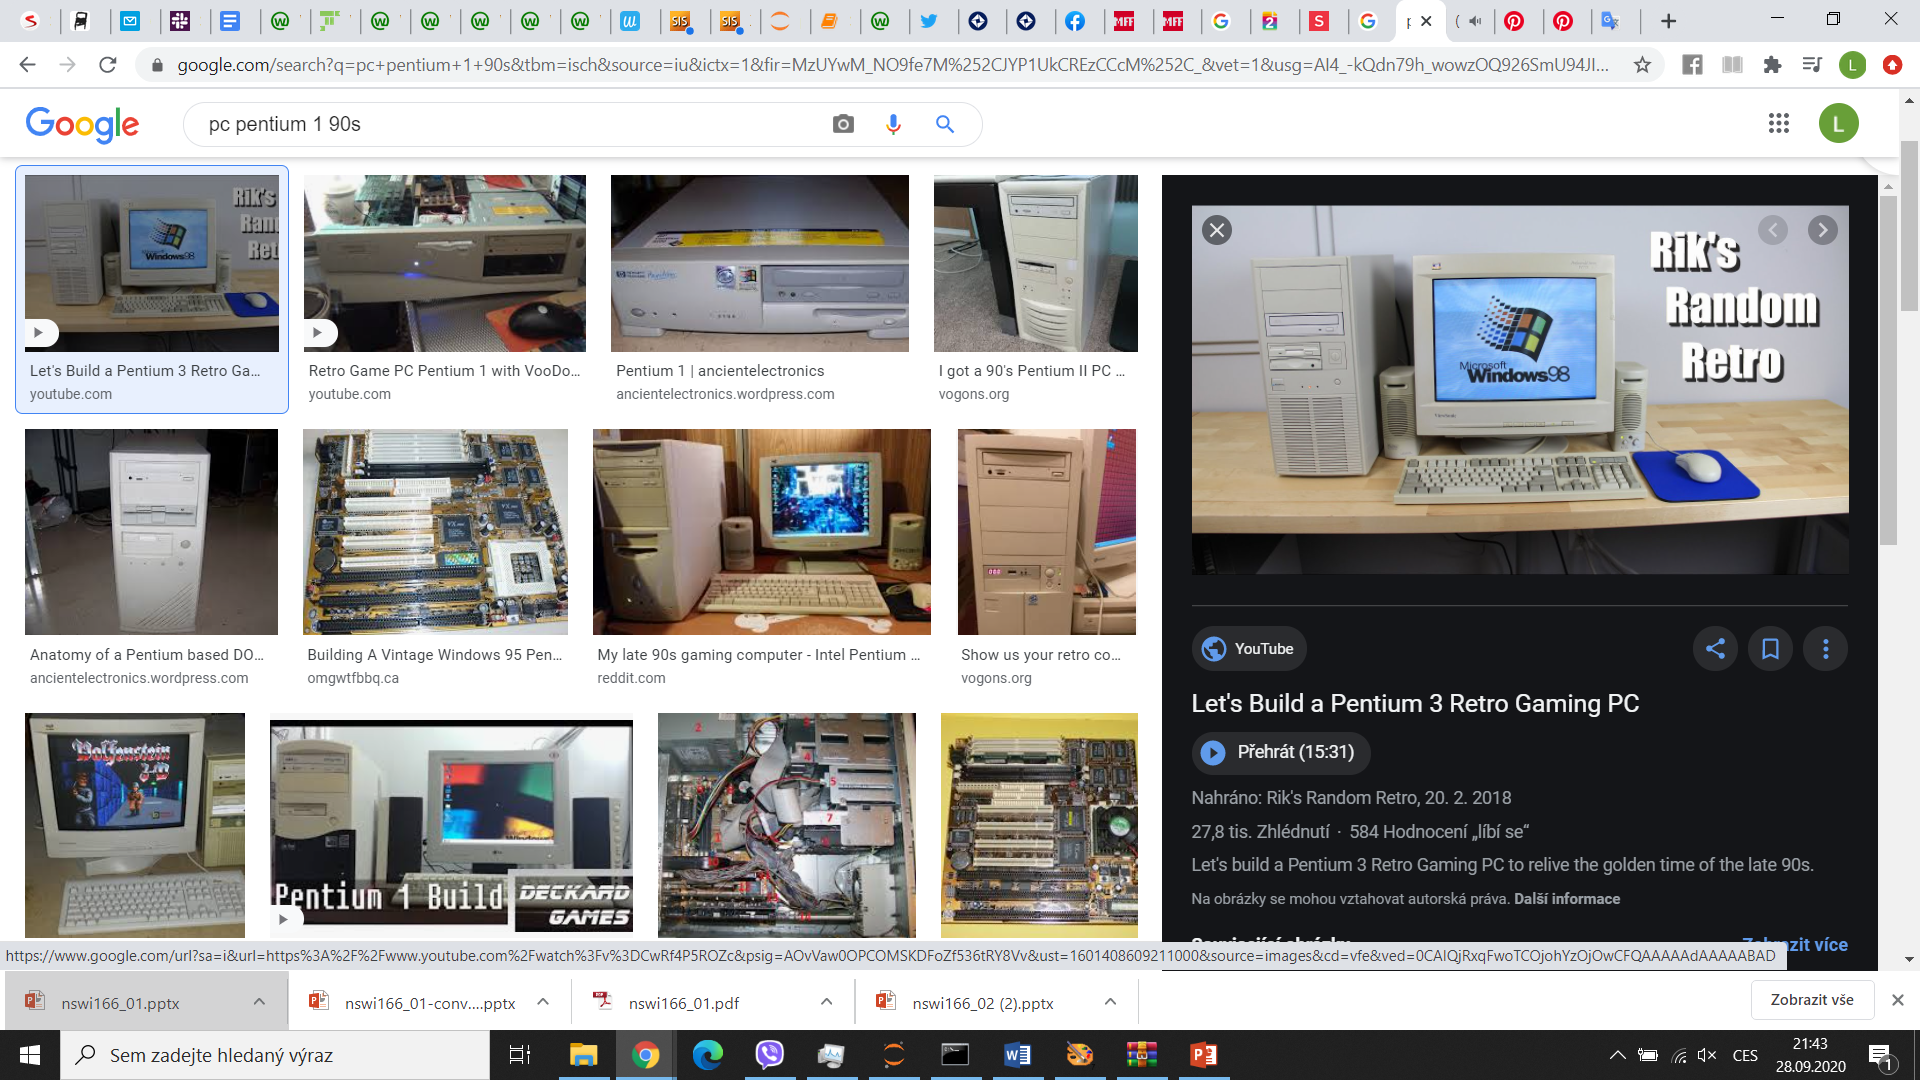 google.com/search?q=pc+pentium+1+90s&tbm=isch&source=iu&ictx=1&fir=MzUYwM_NO9fe7M%252CJYP1UkCREzCCcM%252C_&vet=1&usg=AI4_-kQdn79h_wowzOQ926SmU94JI...
L
Google
pc pentium 1 90s
L
Rik's
Random
Retro
Microsoft
Windows98
Let's Build a Pentium 3 Retro Ga...
youtube.com
Retro Game PC Pentium 1 with VooDo...
youtube.com
Pentium 1 | ancientelectronics
ancientelectronics.wordpress.com
I got a 90's Pentium II PC ...
vogons.org
Anatomy of a Pentium based DO...
ancientelectronics.wordpress.com
Building A Vintage Windows 95 Pen...
omgwtfbbq.ca
My late 90s gaming computer - Intel Pentium ...
reddit.com
Show us your retro co...
vogons.org
Wolfenstein
3-D
Pentium 1 Build
DECKARD
GAMES
YouTube
Let's Build a Pentium 3 Retro Gaming PC
Přehrát (15:31)
Nahráno: Rik's Random Retro, 20. 2. 2018
27,8 tis. Zhlédnutí · 584 Hodnocení „líbí se“
Let's build a Pentium 3 Retro Gaming PC to relive the golden time of the late 90s.
Na obrázky se mohou vztahovat autorská práva. Další informace
https://www.google.com/url?sa=i&url=https%3A%2F%2Fwww.youtube.com%2Fwatch%3Fv%3DCwRf4P5ROZc&psig=AOvVaw0OPCOMSKDFoZf536tRY8Vv&ust=1601408609211000&source=images&cd=vfe&ved=0CAIQjRxqFwoTCOjohYzOjOwCFQAAAAAdAAAAABAD
nswi166_01.pptx
nswi166_01-conv....pptx
nswi166_01.pdf
nswi166_02 (2).pptx
Zobrazit vše
Sem zadejte hledaný výraz
CES
21:43
28.09.2020
1